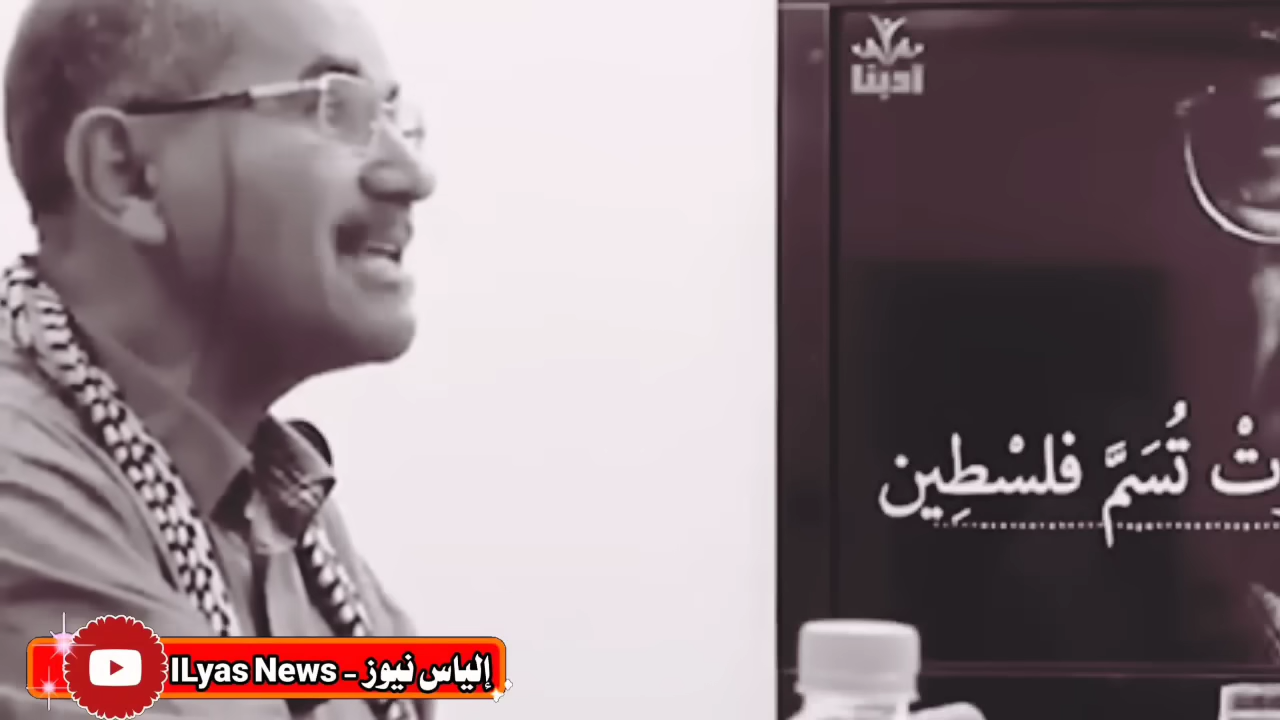 ادبنا
تُسَمَّ فلسْطِين
ILyas News - إلياس نيوز